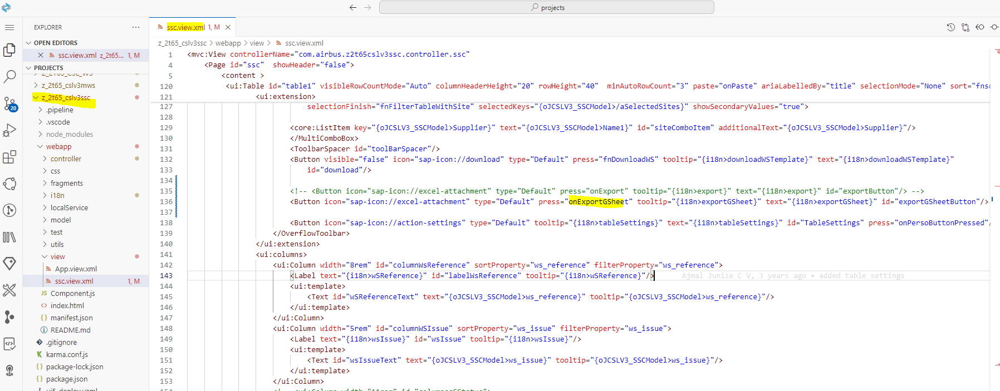 projects
EXPLORER
ssc.view.xml 1, M
OPEN EDITORS
ssc.view.xml z_2t65... 1, M
PROJECTS
z_2t65_CSL_WS
z_2t65_cslv3mws
z_2t65_cslv3ssc
.pipeline
.vscode
node_modules
webapp
controller
css
fragments
i18n
localService
model
test
utils
view
App.view.xml
ssc.view.xml 1, M
JS Component.js
<> index.html
{} manifest.json
README.md
.gitignore
karma.conf.js
{} package-lock.json
{} package.json
ui5-deploy.yaml
20
z_2t65_cslv3ssc > webapp > view > ssc.view.xml
1 <mvc:View controllerName="com.airbus.z2t65cslv3ssc.controller.ssc"
4 <Page id="ssc" showHeader="false">
5 <content >
120 <ui:Table id="table1" visibleRowCountMode="Auto" columnHeaderHeight="20" rowHeight="40" minAutoRowCount="3" paste="onPaste" ariaLabelledBy="title" selectionMode="None" sort="fnso
121 <ui:extension>
127 selectionFinish="fnFilterTableWithSite" selectedKeys="{oJCSLV3_SSCModel>/aSelectedSites}" showSecondaryValues="true">
128
129 <core:ListItem key="{oJCSLV3_SSCModel>Supplier}" text="{oJCSLV3_SSCModel>Name1}" id="siteComboItem" additionalText="{oJCSLV3_SSCModel>Supplier}"/>
130 </MultiComboBox>
131 <ToolbarSpacer id="toolBarSpacer"/>
132 <Button visible="false" icon="sap-icon://download" type="Default" press="fnDownloadWS" tooltip="{i18n>downloadWSTemplate}" text="{i18n>downloadWSTemplate}"
133 id="download"/>
134
135 <!-- <Button icon="sap-icon://excel-attachment" type="Default" press="onExport" tooltip="{i18n>export}" text="{i18n>export}" id="exportButton"/> -->
136 <Button icon="sap-icon://excel-attachment" type="Default" press="onExportGSheet" tooltip="{i18n>exportGSheet}" text="{i18n>exportGSheet}" id="exportGSheetButton"/>
137
138 <Button icon="sap-icon://action-settings" type="Default" tooltip="{i18n>tableSettings}" text="{i18n>tableSettings}" id="TableSettings" press="onPersoButtonPressed"/
139 </OverflowToolbar>
140 </ui:extension>
141 <ui:columns>
142 <ui:Column width="8rem" id="columnWsReference" sortProperty="ws_reference" filterProperty="ws_reference">
143 <Label text="{i18n>wSReference}" id="labelWsReference" tooltip="{i18n>wSReference}"/> Ajmal Junize C V, 3 years ago • added table settings
144 <ui:template>
145 <Text id="wSReferenceText" text="{oJCSLV3_SSCModel>ws_reference}" tooltip="{oJCSLV3_SSCModel>ws_reference}"/>
146 </ui:template>
147 </ui:Column>
148 <ui:Column width="5rem" id="columnWSIssue" sortProperty="ws_issue" filterProperty="ws_issue">
149 <Label text="{i18n>wsIssue}" id="wsIssue" tooltip="{i18n>wsIssue}"/>
150 <ui:template>
151 <Text id="wsIssueText" text="{oJCSLV3_SSCModel>ws_issue}" tooltip="{oJCSLV3_SSCModel>ws_issue}"/>
152 </ui:template>
153 </ui:Column>